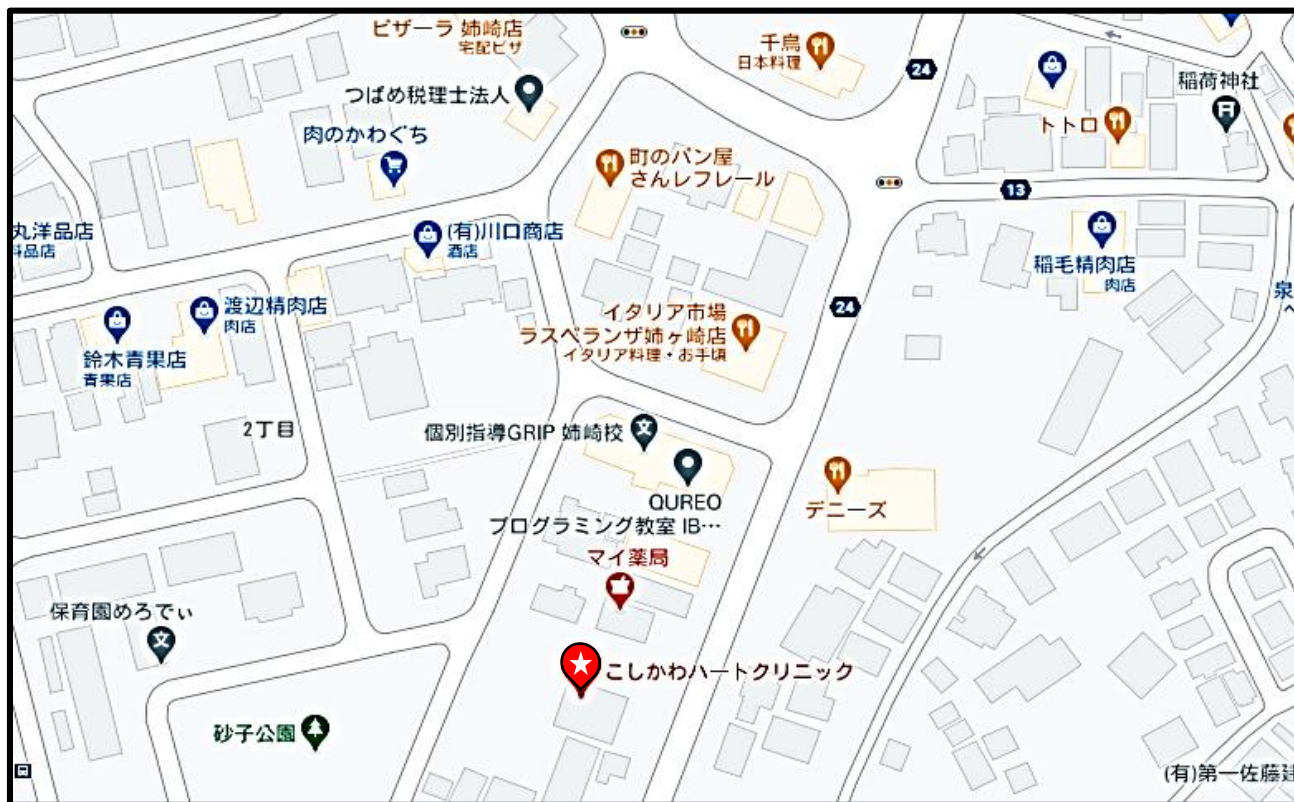 ピザーラ 姉崎店
宅配ピザ
千鳥
日本料理
24
つばめ税理士法人
稲荷神社
トトロ
肉のかわぐち
町のパン屋
さんレフレール
13
丸洋品店
料品店
(有)川口商店
酒店
稲毛精肉店
肉店
泉
渡辺精肉店
肉店
イタリア市場
ラスペランザ姉ヶ崎店
イタリア料理・お手頃
24
鈴木青果店
青果店
2丁目
個別指導GRIP 姉崎校
QUREO
プログラミング教室 IB…
デニーズ
マイ薬局
保育園めろでぃ
こしかわハートクリニック
砂子公園
(有)第一佐藤建